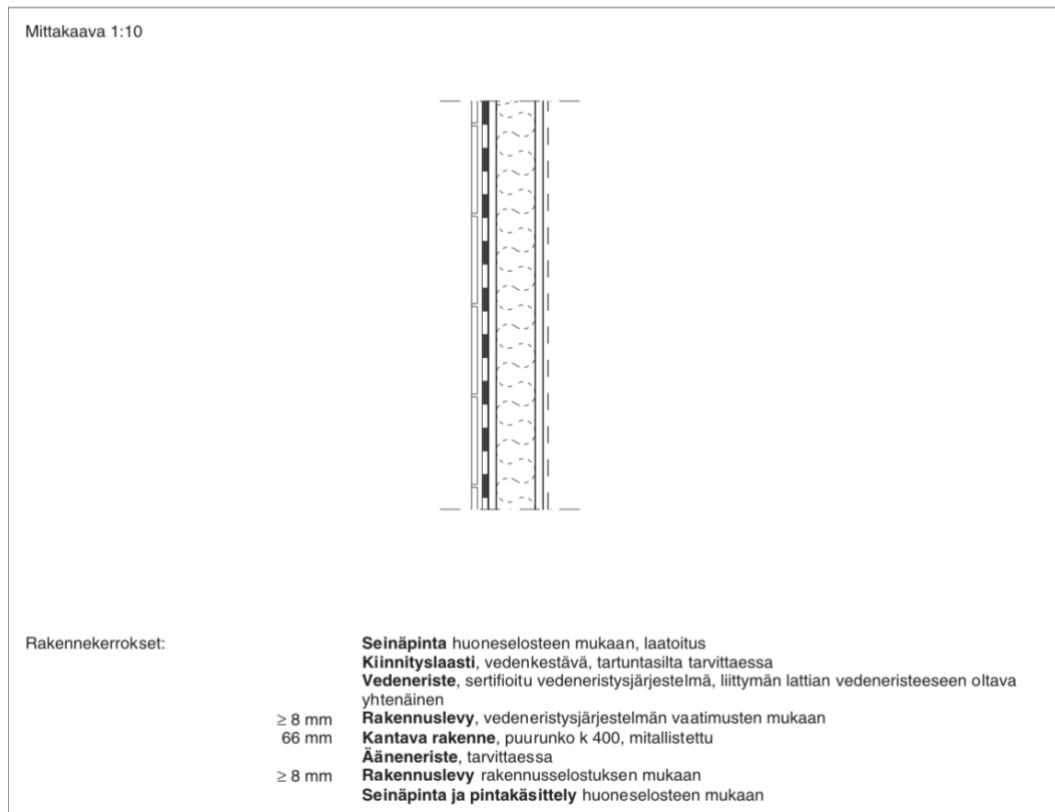 Mittakaava 1:10
Rakennekerrokset:
Seinäpinta huoneselosteen mukaan, laatoitus
Kiinnityslaasti, vedenkestävä, tartuntasilta tarvittaessa
Vedeneriste, sertifioitu vedeneristysjärjestelmä, liittymän lattian vedeneristeeseen oltava
yhtenäinen
≥ 8 mm Rakennuslevy, vedeneristysjärjestelmän vaatimusten mukaan
66 mm Kantava rakenne, puurunko k 400, mitallistettu
Ääneneriste, tarvittaessa
≥ 8 mm Rakennuslevy rakennusselostuksen mukaan
Seinäpinta ja pintakäsittely huoneselosteen mukaan